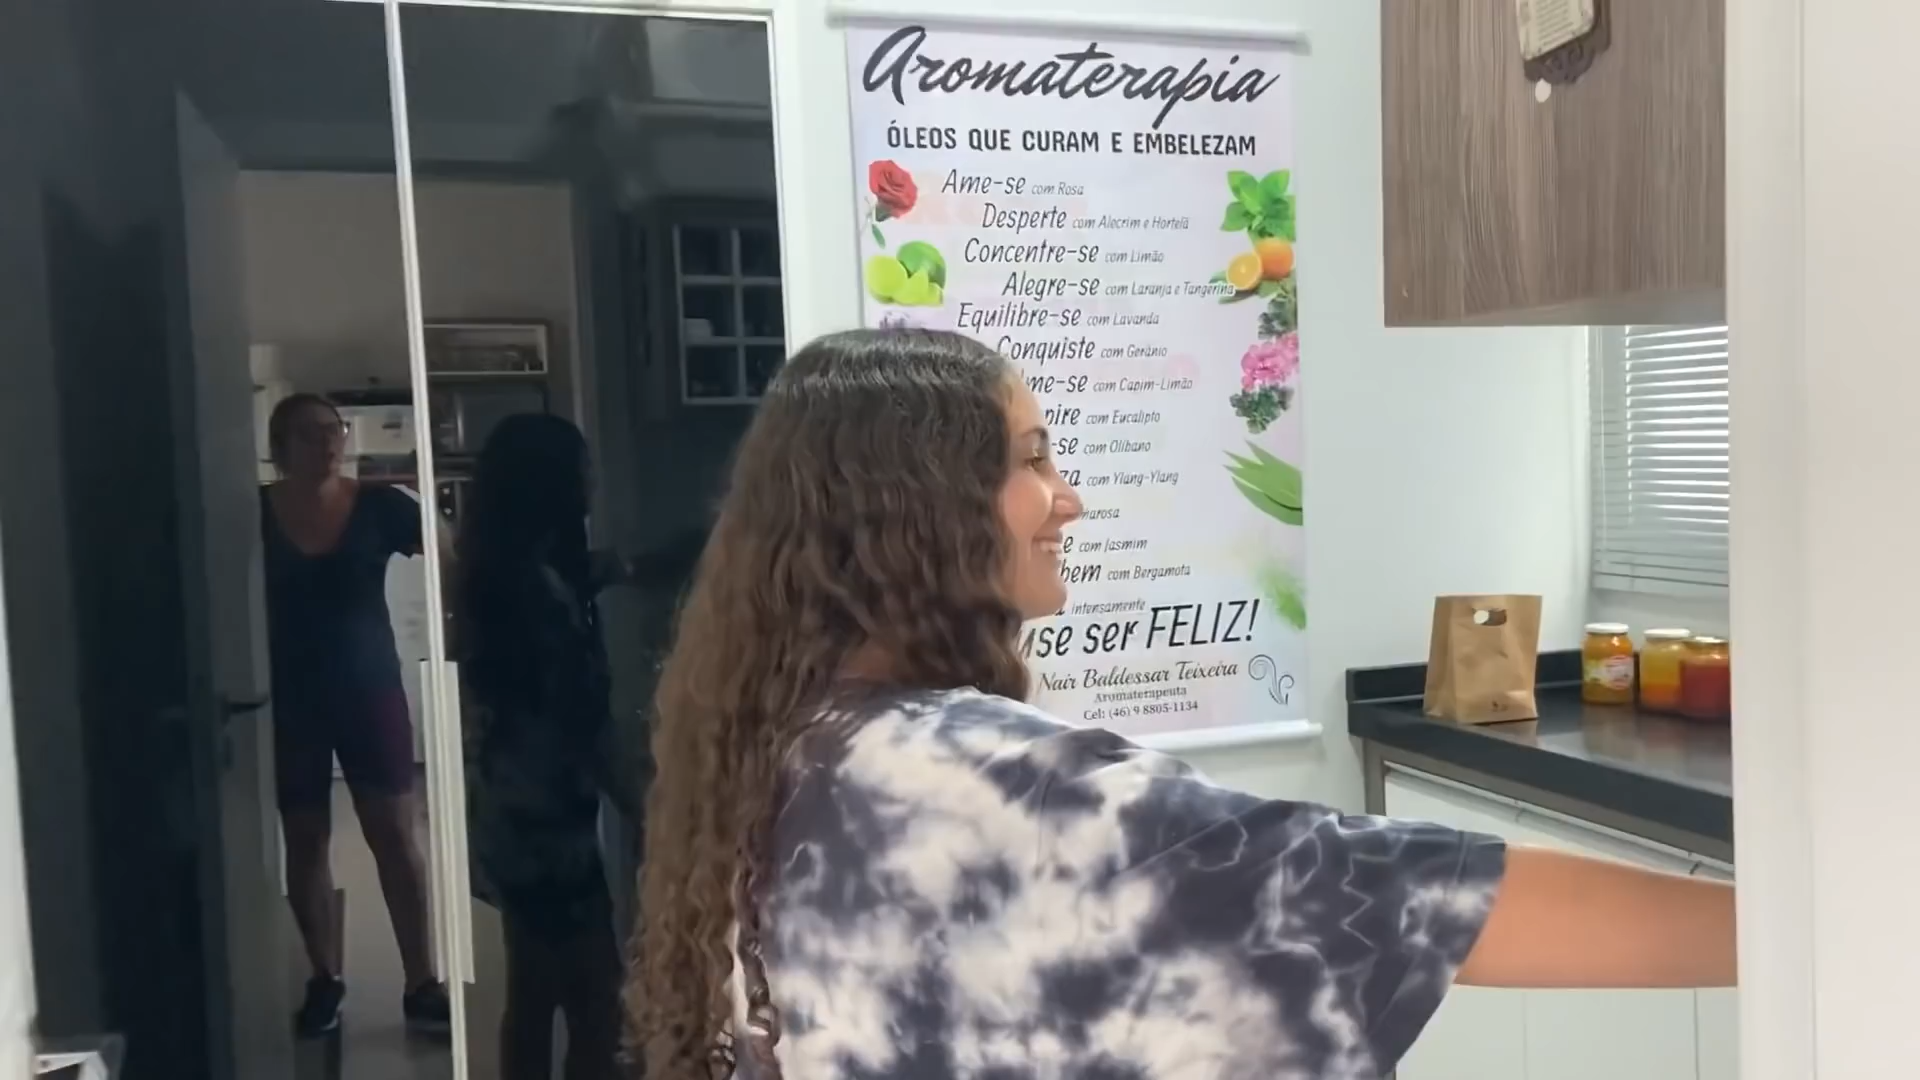 Aromaterapia
ÓLEOS QUE CURAM E EMBELEZAM
Ame-se com Rosa
Desperte com Alecrim e Hortelã
Concentre-se com Limão
Alegre-se com Laranja e Tangerina
Equilibre-se com Lavanda
Conquiste com Gerânio
com Capim-Limão
com Eucalipto
com Olíbano
com Ylang-Ylang
com Jasmim
com Bergamota
intensamente
ser FELIZ!
Nair Baldessar Teixeira
Aromaterapeuta
Cel: (46) 9 8805-1134